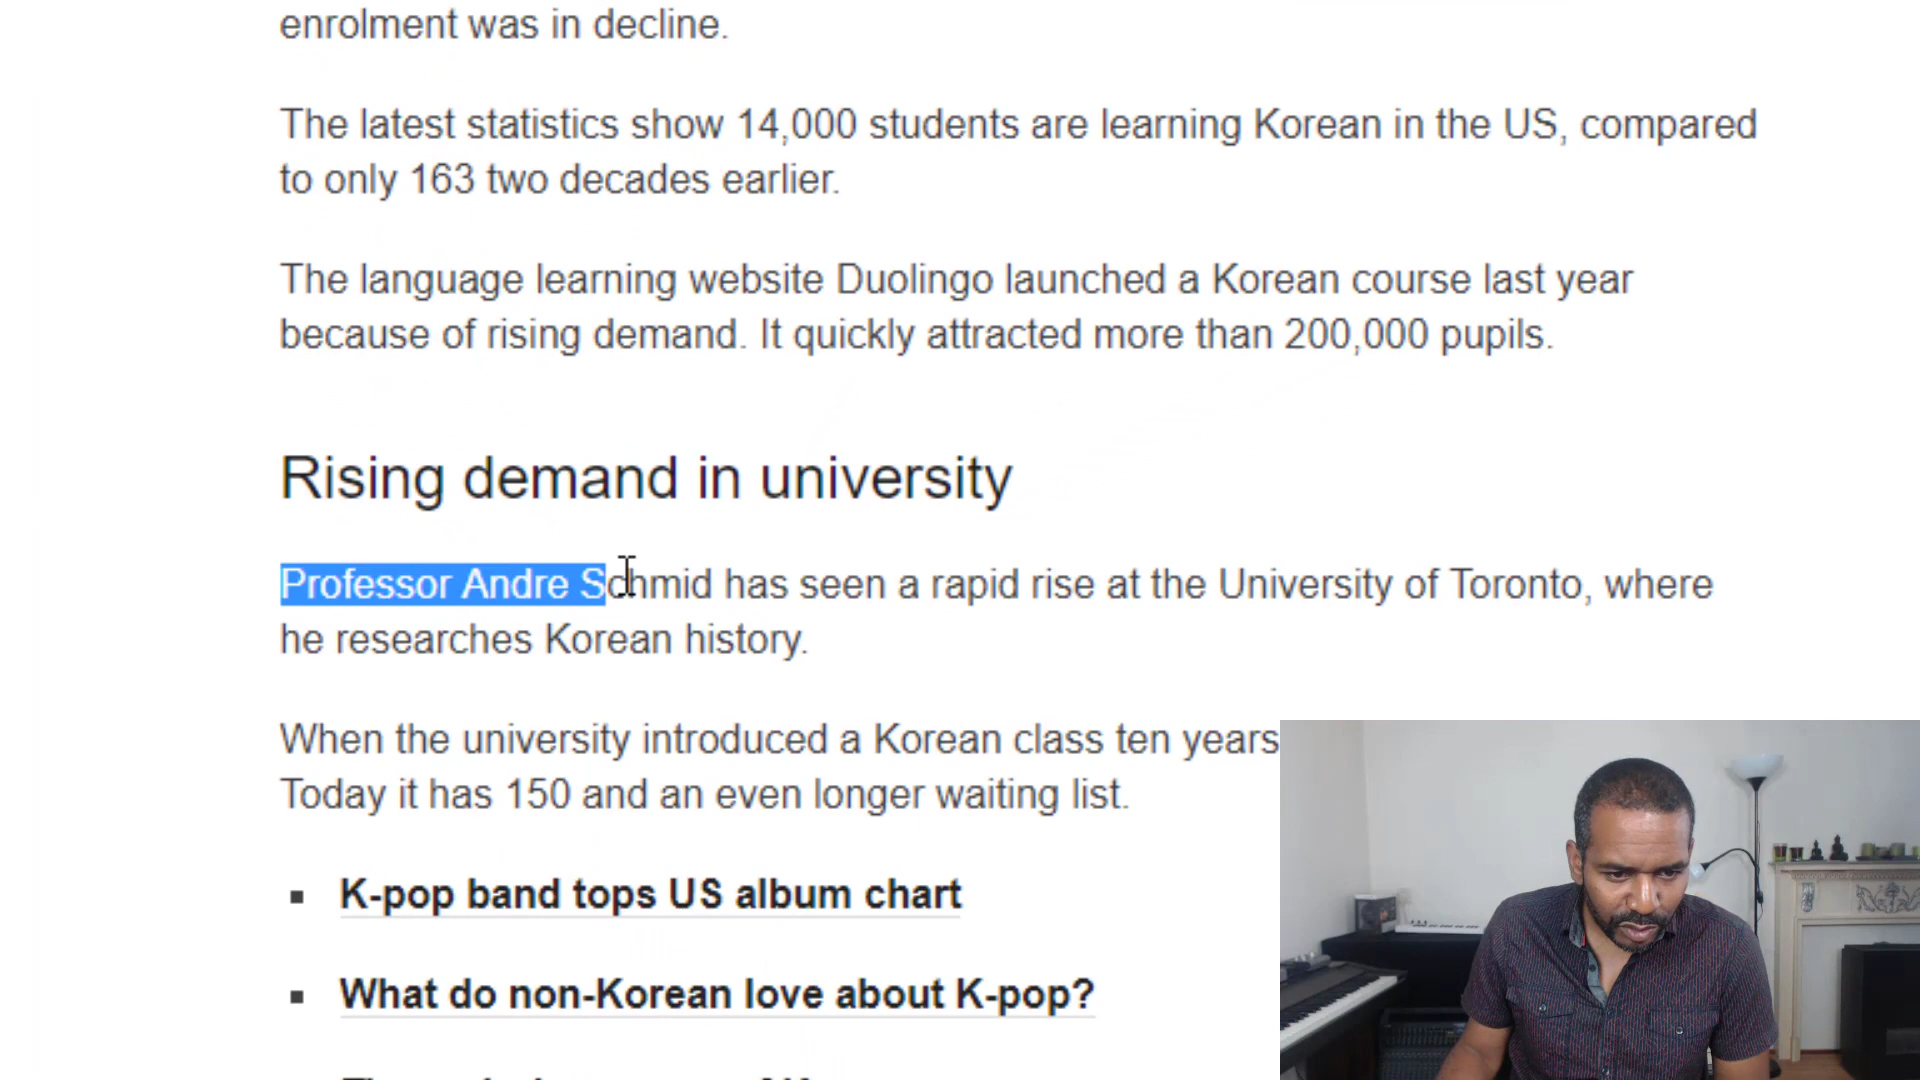 enrolment was in decline.
The latest statistics show 14,000 students are learning Korean in the US, compared
to only 163 two decades earlier.
The language learning website Duolingo launched a Korean course last year
because of rising demand. It quickly attracted more than 200,000 pupils.
Rising demand in university
Professor Andre Schmid has seen a rapid rise at the University of Toronto, where
he researches Korean history.
When the university introduced a Korean class ten years
Today it has 150 and an even longer waiting list.
K-pop band tops US album chart
What do non-Korean love about K-pop?